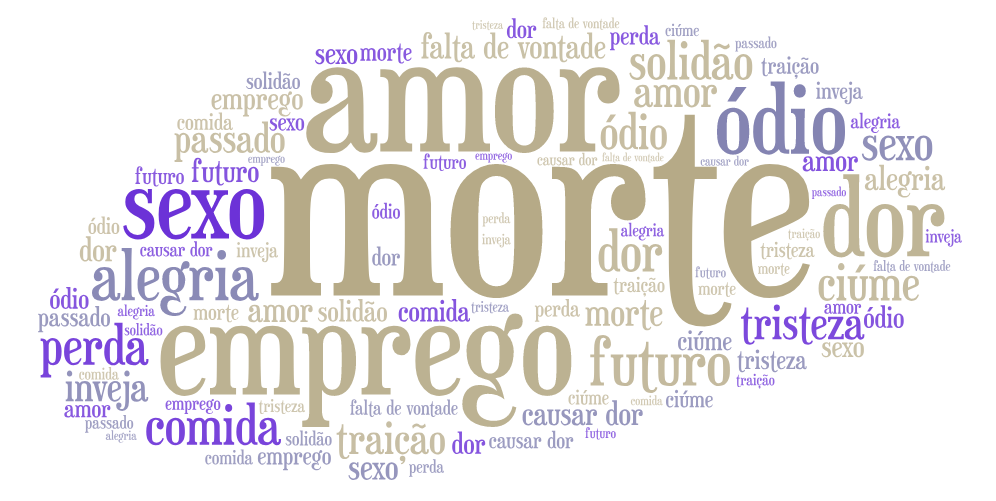 tristeza
dor
falta de vontade
sexo
morte
falta de vontade
perda
ciúme
passado
solidão
amor
solidão
traição
emprego
amor
ódio
inveja
comida
passado
sexo
ódio
alegria
sexo
emprego
futuro
emprego
causar dor
falta de vontade
causar dor
amor
futuro
futuro
morte
alegria
sexo
passado
dor
ódio
perda
ódio
inveja
alegria
traição
inveja
dor
causar dor
inveja
dor
dor
tristeza
alegria
morte
falta de vontade
futuro
traição
morte
ciúme
ódio
alegria
passado
solidão
morte
amor
solidão
comida
tristeza
perda
morte
amor
tristeza
ódio
perda
emprego
futuro
ciúme
sexo
tristeza
comida
inveja
traição
amor
emprego
tristeza
falta de vontade
ciúme
comida
ciúme
passado
alegria
comida
solidão
traição
dor
causar dor
causar dor
futuro
comida
emprego
sexo
perda